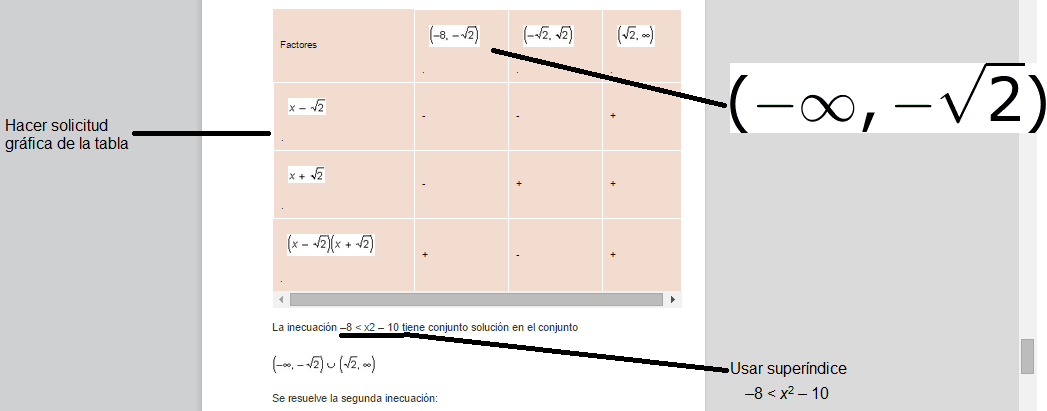 Factores (−8, −√2) (−√2, √2) (√2, ∞)
. . .
(−∞, −√2)
x − √2 - - +
.
Hacer solicitud
gráfica de la tabla
x + √2 - + +
.
(x − √2)(x + √2) + - +
.
La inecuación –8 < x2 – 10 tiene conjunto solución en el conjunto
(−∞, − √2) ∪ (√2, ∞)
Usar superíndice
–8 < x² – 10
Se resuelve la segunda inecuación: